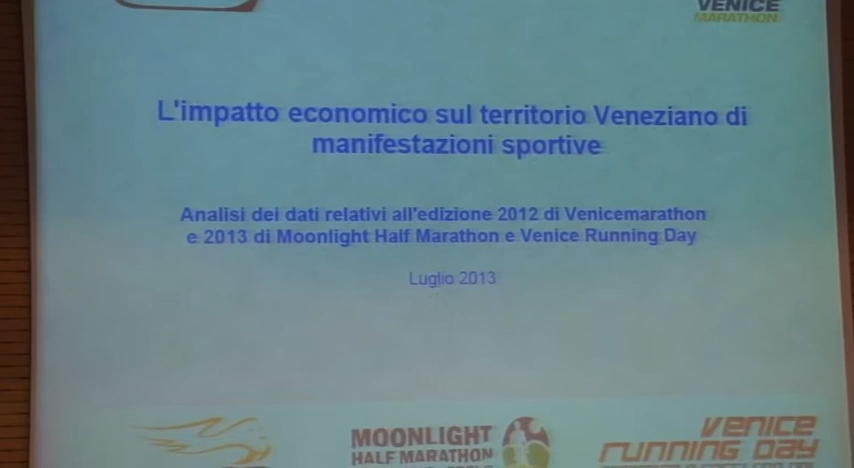 VENICE
MARATHON
L'impatto economico sul territorio Veneziano di
manifestazioni sportive
Analisi dei dati relativi all'edizione 2012 di Venicemarathon
e 2013 di Moonlight Half Marathon e Venice Running Day
Luglio 2013
MOONLIGHT
HALF MARATHON
venice
running day